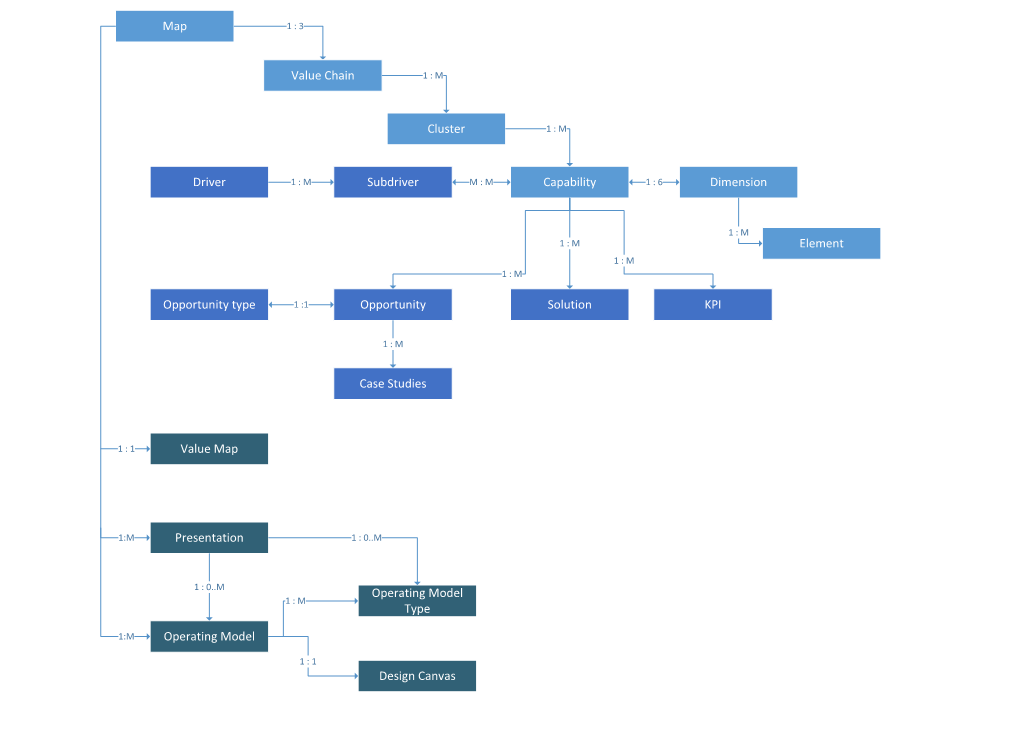 Map
1 : 3
Value Chain
1 : M
Cluster
1 : M
Driver
1 : M
Subdriver
M : M
Capability
1 : 6
Dimension
1 : M
Element
1 : M
1 : M
1 : M
Opportunity type
1 :1
Opportunity
Solution
KPI
1 : M
Case Studies
1 : 1
Value Map
1:M
Presentation
1 : 0..M
1 : 0..M
1 : M
Operating Model
Type
1:M
Operating Model
1 : 1
Design Canvas